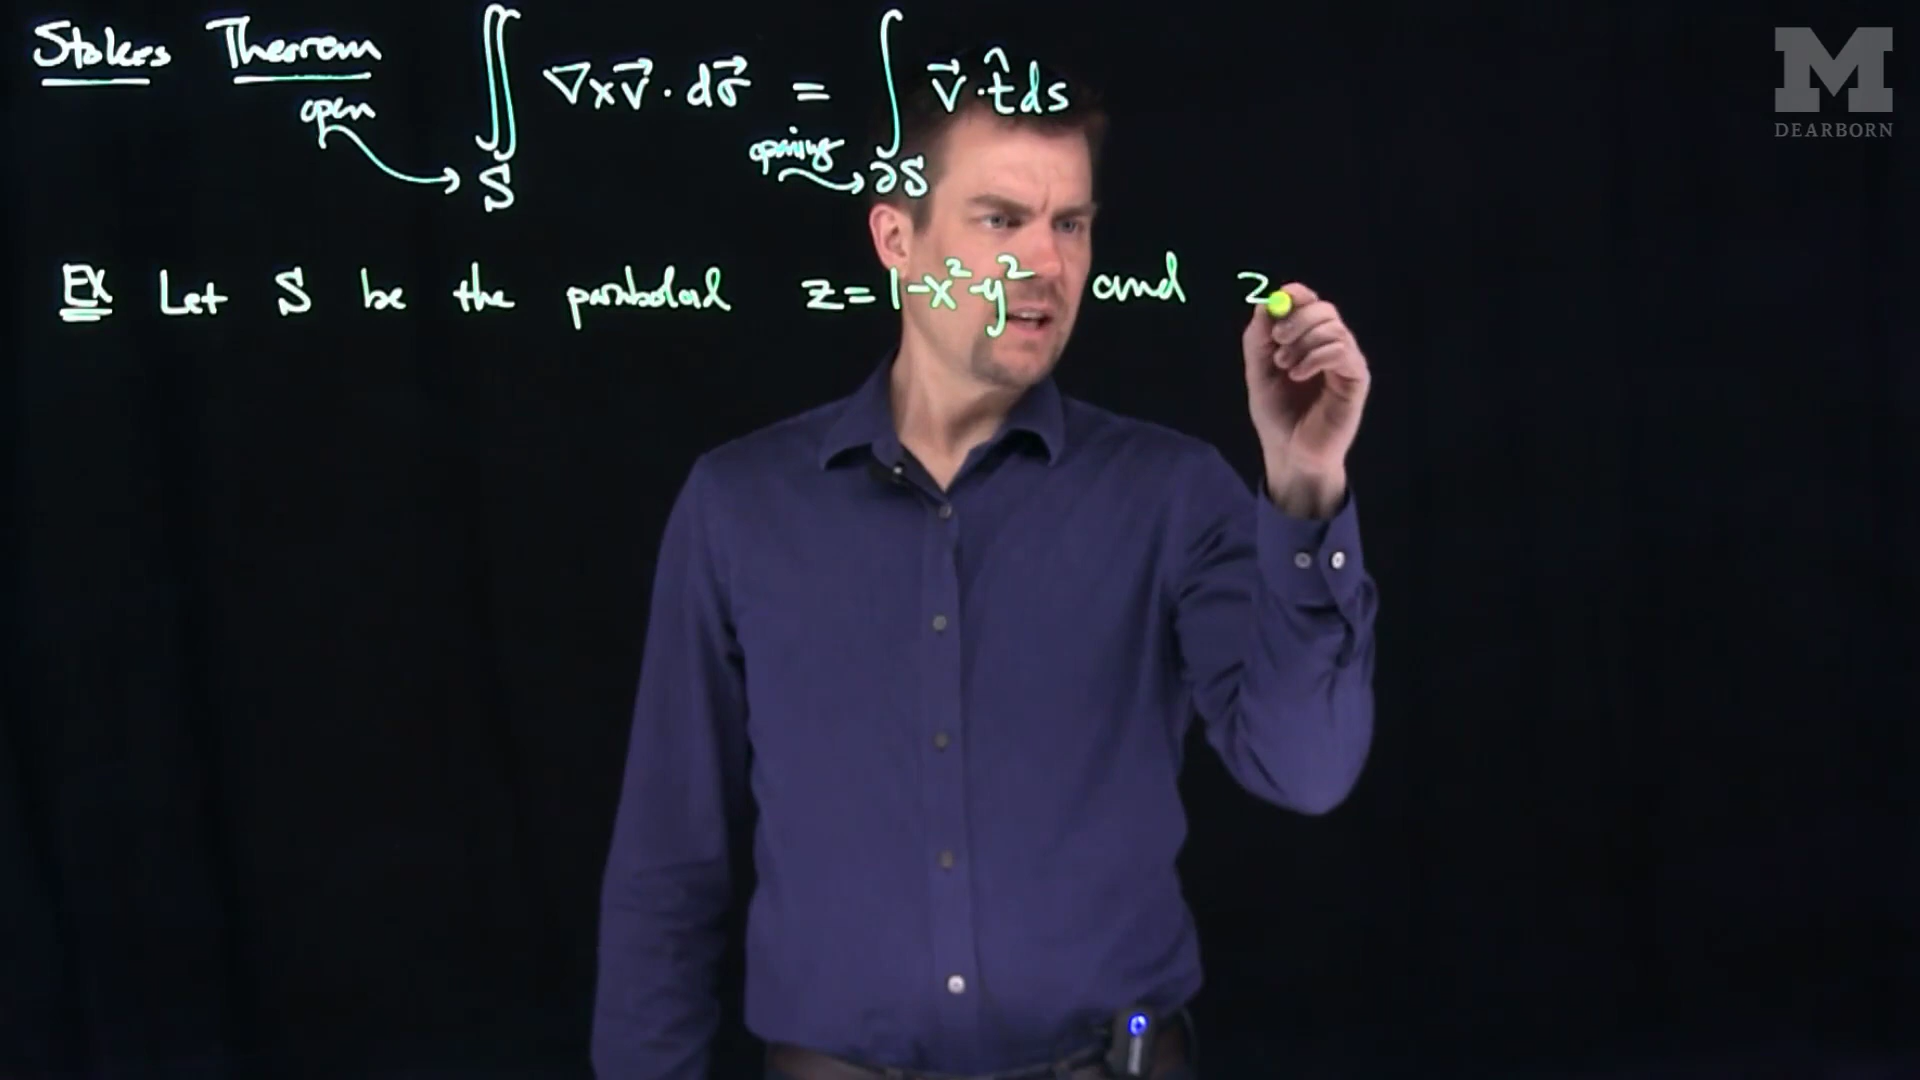 Stokes Theorem ∬ ∇×v⃗ · dσ⃗ = ∫ v⃗ · t̂ ds
open S opening ∂S
Ex Let S be the paraboloid z=1-x²-y² and z
M
DEARBORN